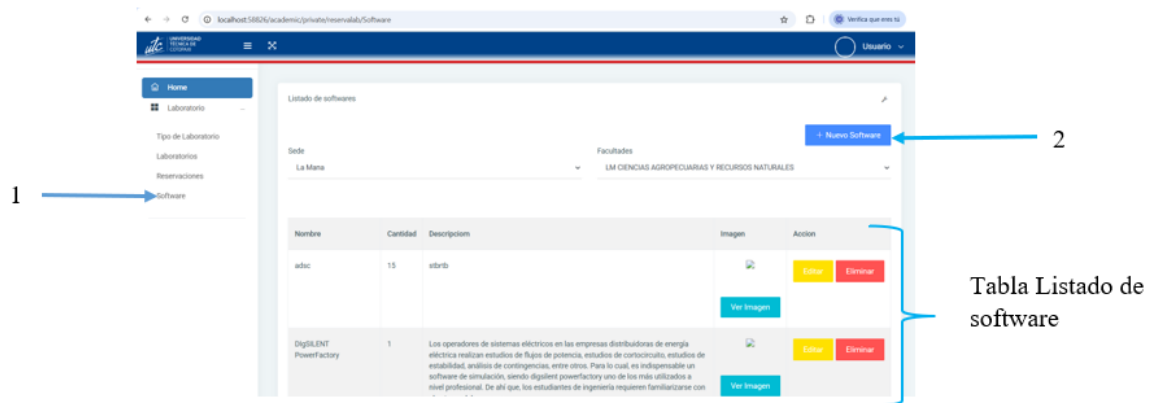 localhost:58826/academic/private/reservalab/Software
Verifica que eres tú
utc UNIVERSIDAD
TÉCNICA DE
COTOPAXI
Usuario
Home
Laboratorio
Listado de softwares
+ Nuevo Software
2
Tipo de Laboratorio
Laboratorios
Reservaciones
1
Software
Sede
Facultades
La Mana
LM CIENCIAS AGROPECUARIAS Y RECURSOS NATURALES
Nombre Cantidad Descripciom Imagen Accion
adsc 15 stbrtb
Editar Eliminar
Ver Imagen
Tabla Listado de
software
DIgSILENT
PowerFactory
1
Los operadores de sistemas eléctricos en las empresas distribuidoras de energía
eléctrica realizan estudios de flujos de potencia, estudios de cortocircuito, estudios de
estabilidad, análisis de contingencias, entre otros. Para lo cual, es indispensable un
software de simulación, siendo digsilent powerfactory uno de los más utilizados a
nivel profesional. De ahí que, los estudiantes de ingeniería requieren familiarizarse con
Editar Eliminar
Ver Imagen